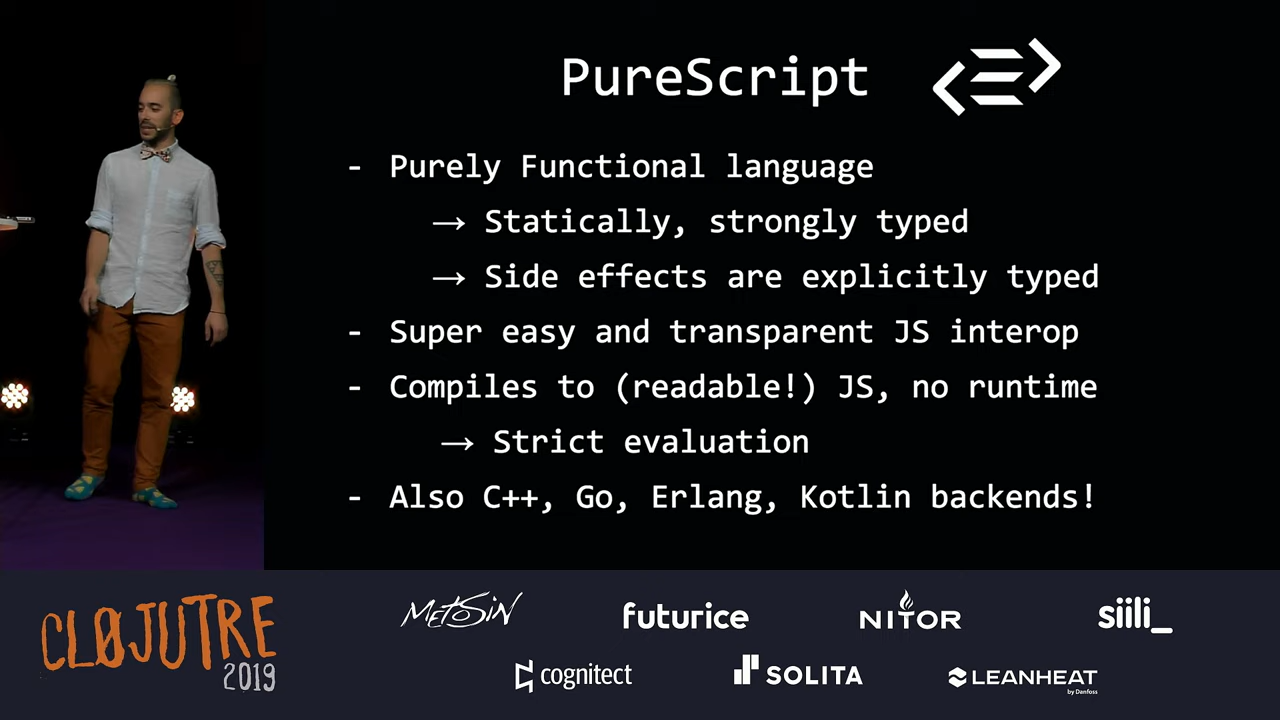 PureScript
- Purely Functional language
→ Statically, strongly typed
→ Side effects are explicitly typed
- Super easy and transparent JS interop
- Compiles to (readable!) JS, no runtime
→ Strict evaluation
- Also C++, Go, Erlang, Kotlin backends!
CLØJUTRE
2019
METOSIN
futurice
NITOR
siili_
cognitect
SOLITA
LEANHEAT
by Danfoss